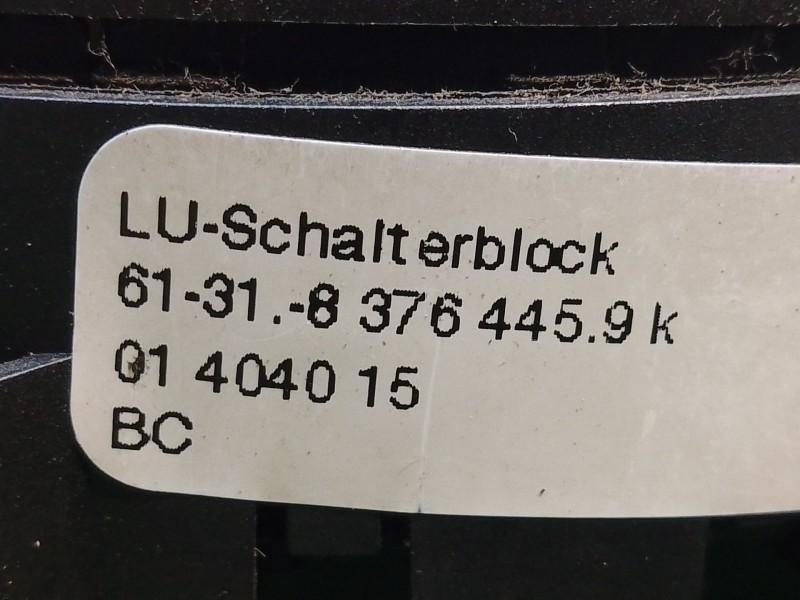 LU-Schalterblock
61-31.-8 376 445.9 k
01 4040 15
BC